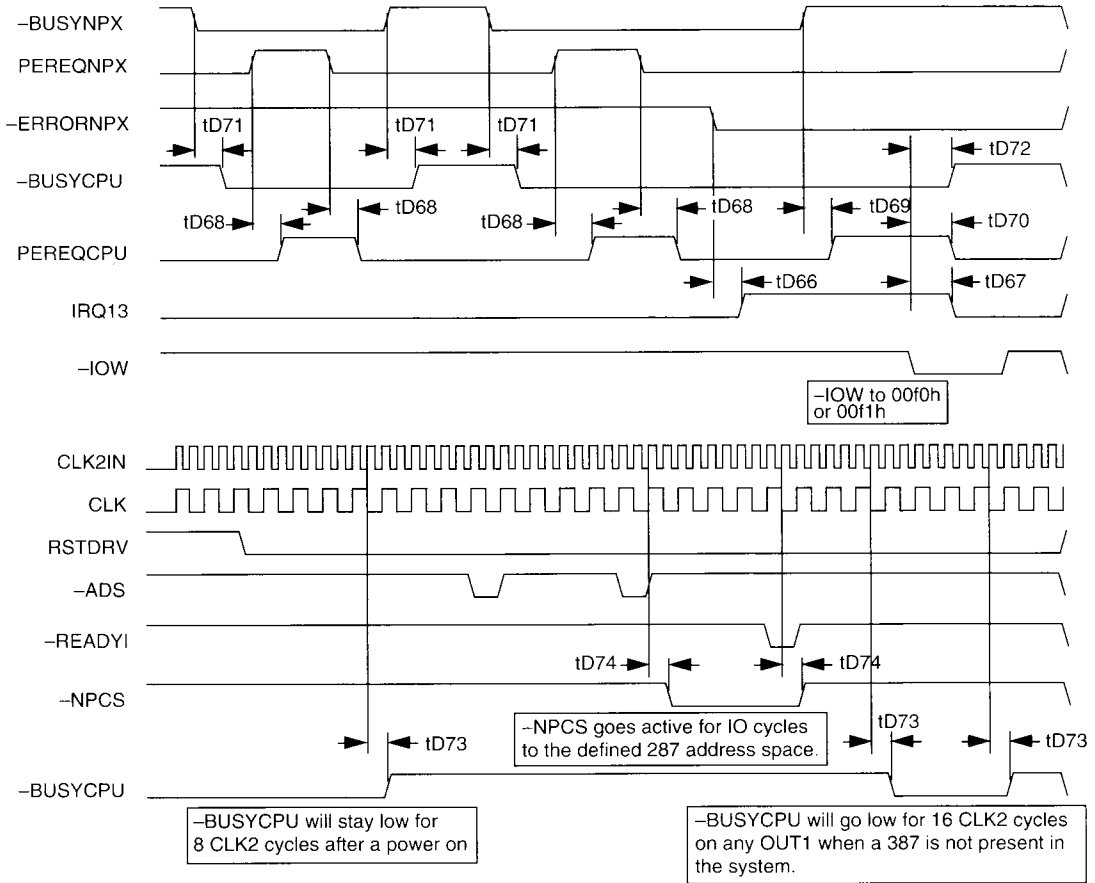 –BUSYNPX
PEREQNPX
–ERRORNPX
tD71 tD71 tD71 tD72
–BUSYCPU
tD68 tD68 tD68 tD68 tD69 tD70
PEREQCPU
tD66 tD67
IRQ13
–IOW
–IOW to 00f0h
or 00f1h
CLK2IN
CLK
RSTDRV
–ADS
–READYI
tD74 tD74
–NPCS
–NPCS goes active for IO cycles
to the defined 287 address space.
tD73 tD73 tD73
–BUSYCPU
–BUSYCPU will stay low for
8 CLK2 cycles after a power on
–BUSYCPU will go low for 16 CLK2 cycles
on any OUT1 when a 387 is not present in
the system.